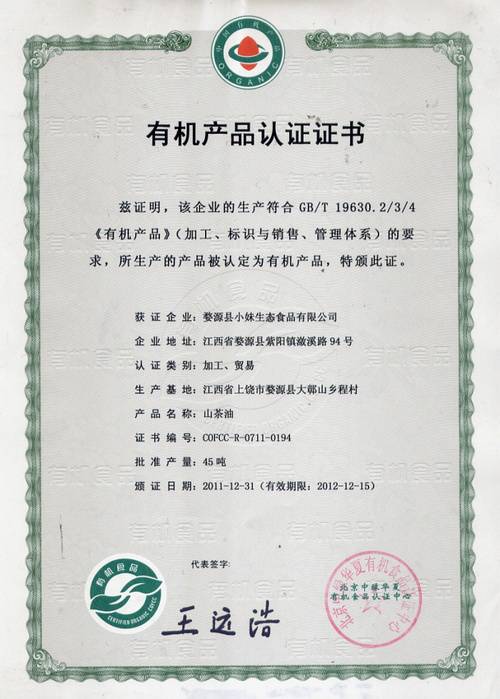 中国有机产品
ORGANIC
有机产品认证证书
兹证明，该企业的生产符合 GB/T 19630.2/3/4
《有机产品》（加工、标识与销售、管理体系）的要
求，所生产的产品被认定为有机产品，特颁此证。
获证企业：婺源县小妹生态食品有限公司
企业地址：江西省婺源县紫阳镇溦溪路94号
认证类别：加工、贸易
生产基地：江西省上饶市婺源县大鄣山乡程村
产品名称：山茶油
证书编号：COFCC-R-0711-0194
批准产量：45吨
颁证日期：2011-12-31（有效期限：2012-12-15）
代表签字：
王远浩
有机食品
CERTIFIED ORGANIC COFCC
北京中绿华夏
有机食品认证中心
有机食品